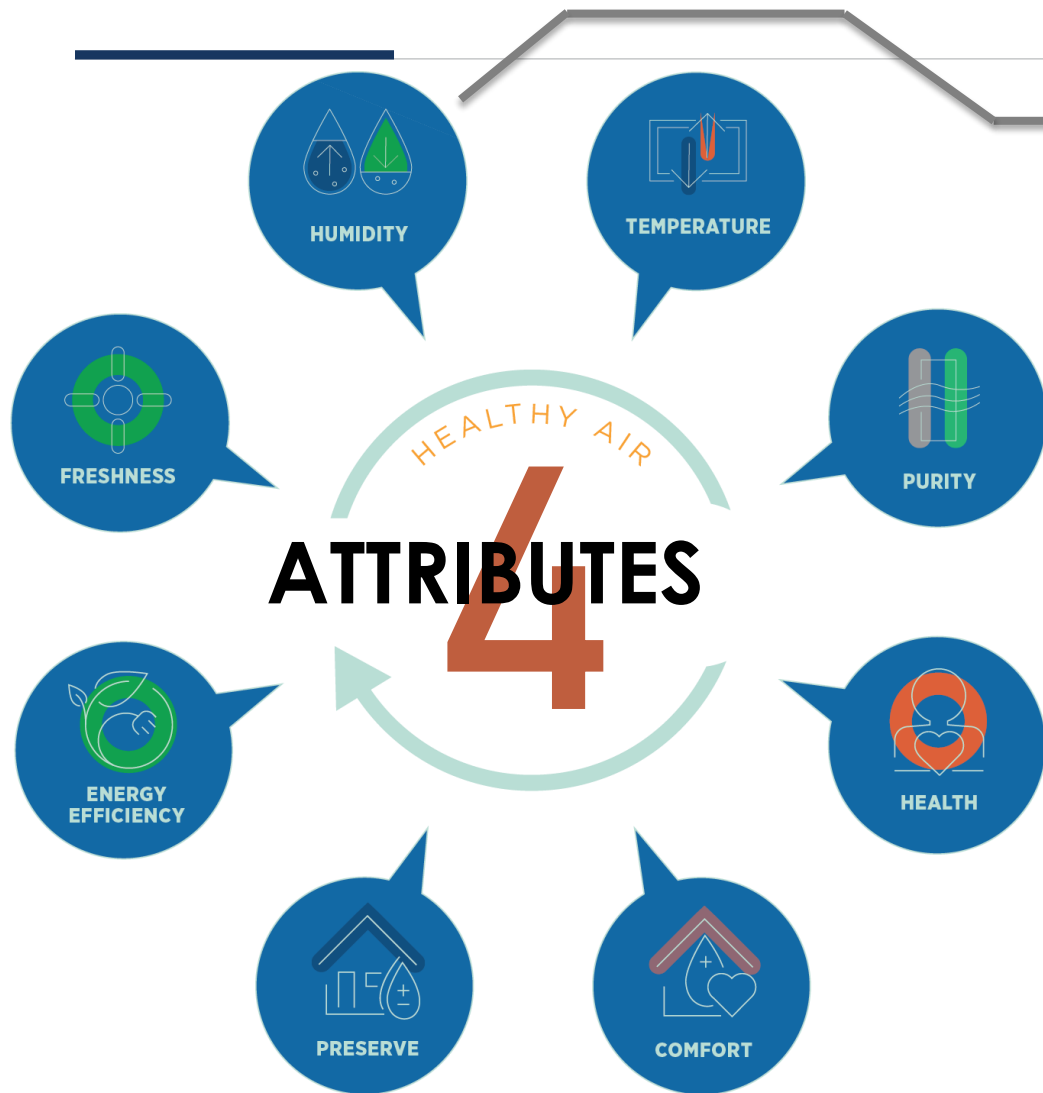 HUMIDITY
TEMPERATURE
FRESHNESS
PURITY
HEALTHY AIR
4
ATTRIBUTES
ENERGY
EFFICIENCY
HEALTH
PRESERVE
COMFORT